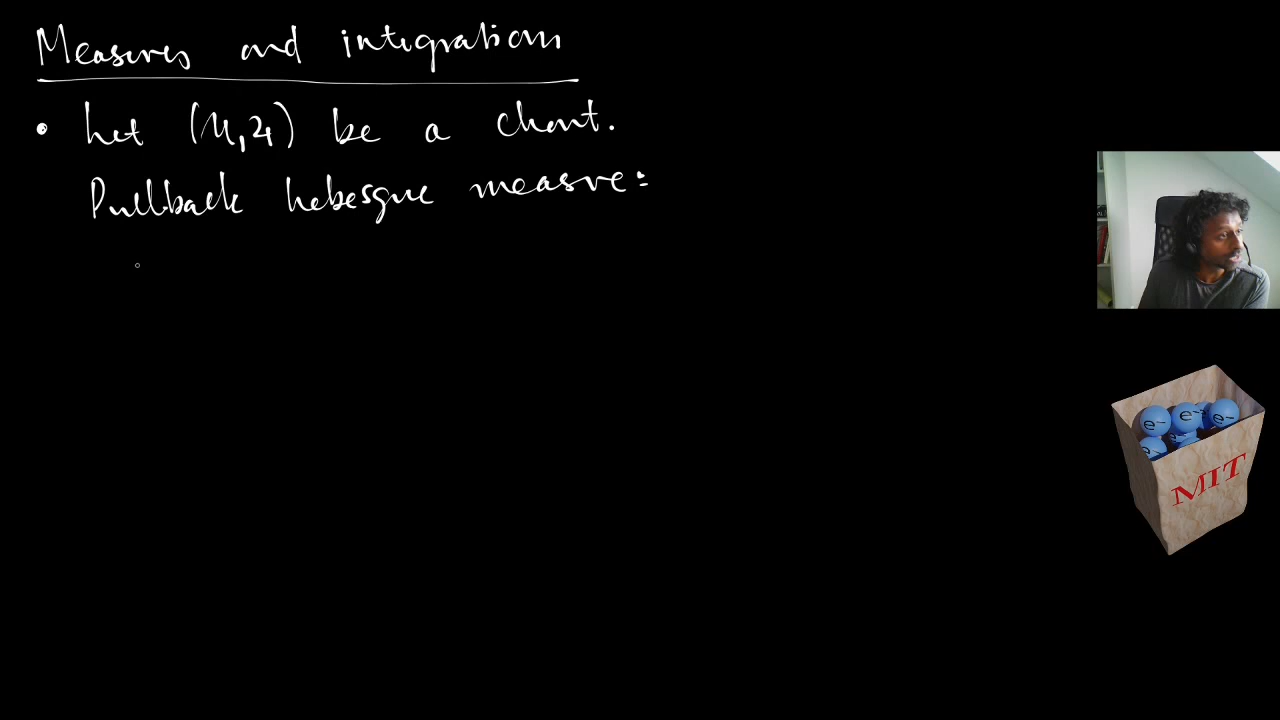 Measures and integration
• Let (U,φ) be a chart.
Pullback Lebesgue measure:
e⁻ e⁻ e⁻
e⁻ e⁻
MIT